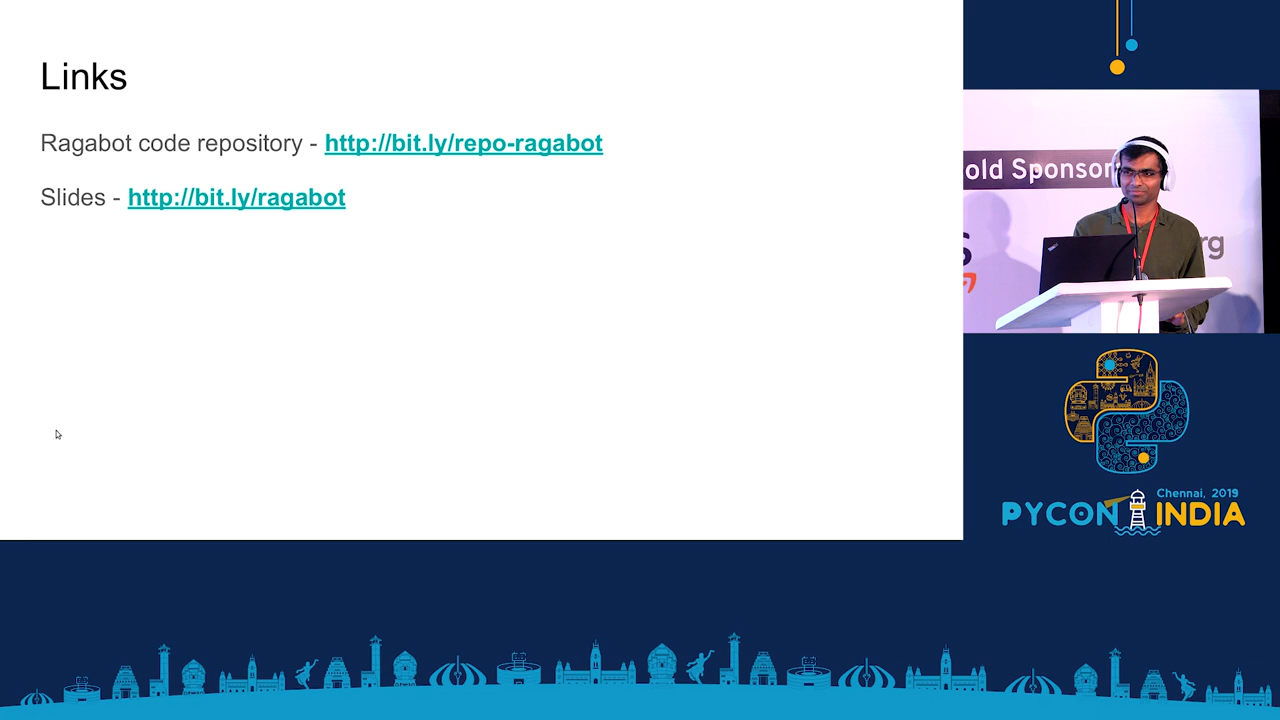 Links
Ragabot code repository - http://bit.ly/repo-ragabot
Slides - http://bit.ly/ragabot
old Sponsor
S
rg
Chennai, 2019
PYCON INDIA